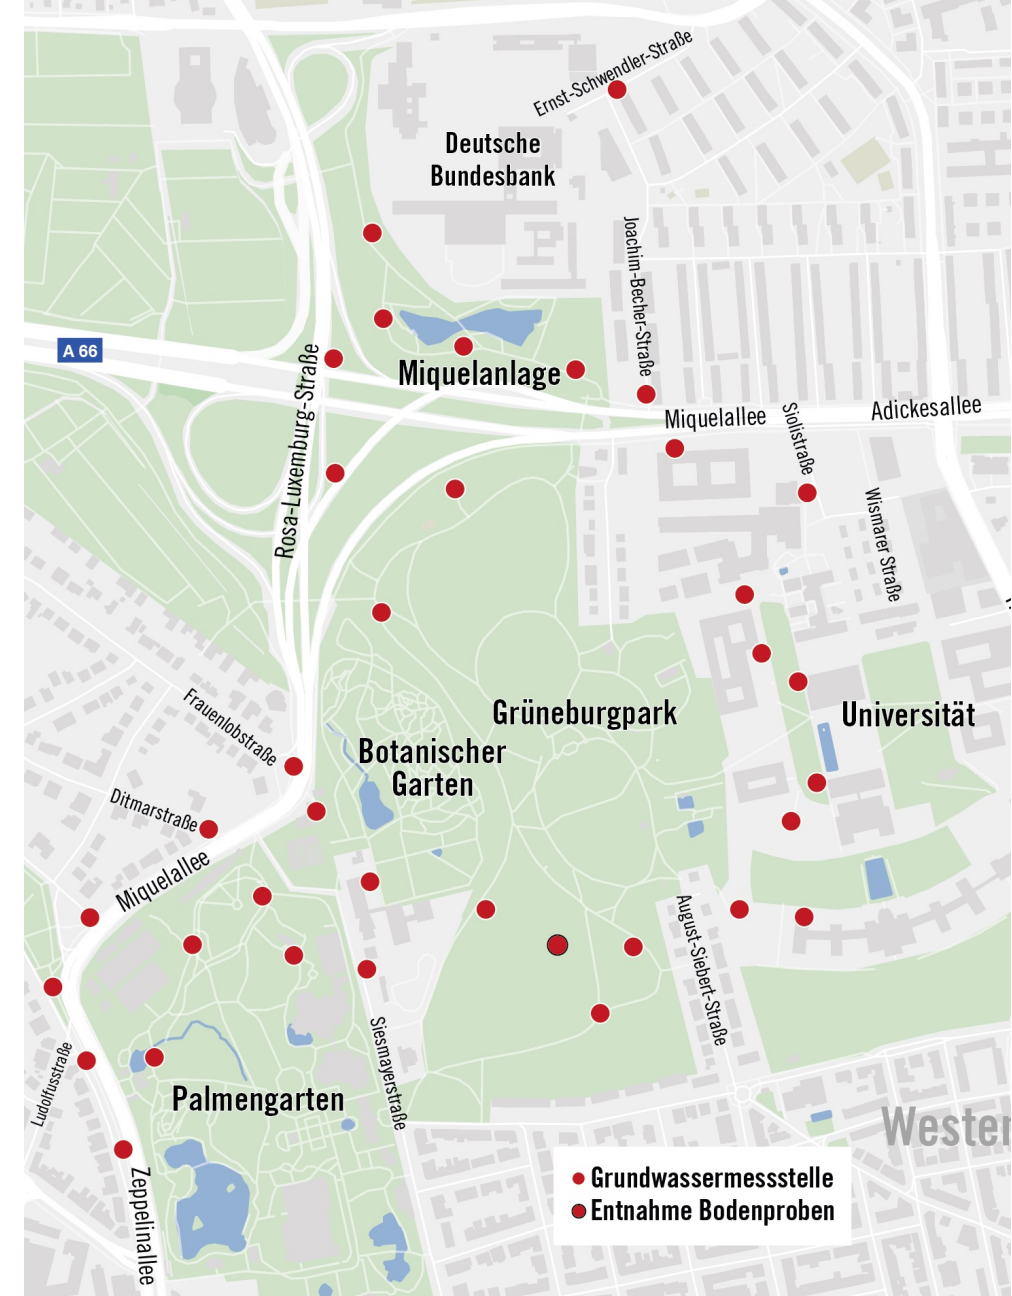 Ernst-Schwendler-Straße
Deutsche
Bundesbank
Joachim-Becher-Straße
A 66
Rosa-Luxemburg-Straße
Miquelanlage
Miquelallee
Adickesallee
Siolistraße
Wismarer Straße
Frauenlobstraße
Grüneburgpark
Universität
Botanischer
Garten
Ditmarstraße
Miquelallee
August-Siebert-Straße
Siesmayerstraße
Ludolfusstraße
Palmengarten
Wester
Zeppelinallee
Grundwassermessstelle
Entnahme Bodenproben